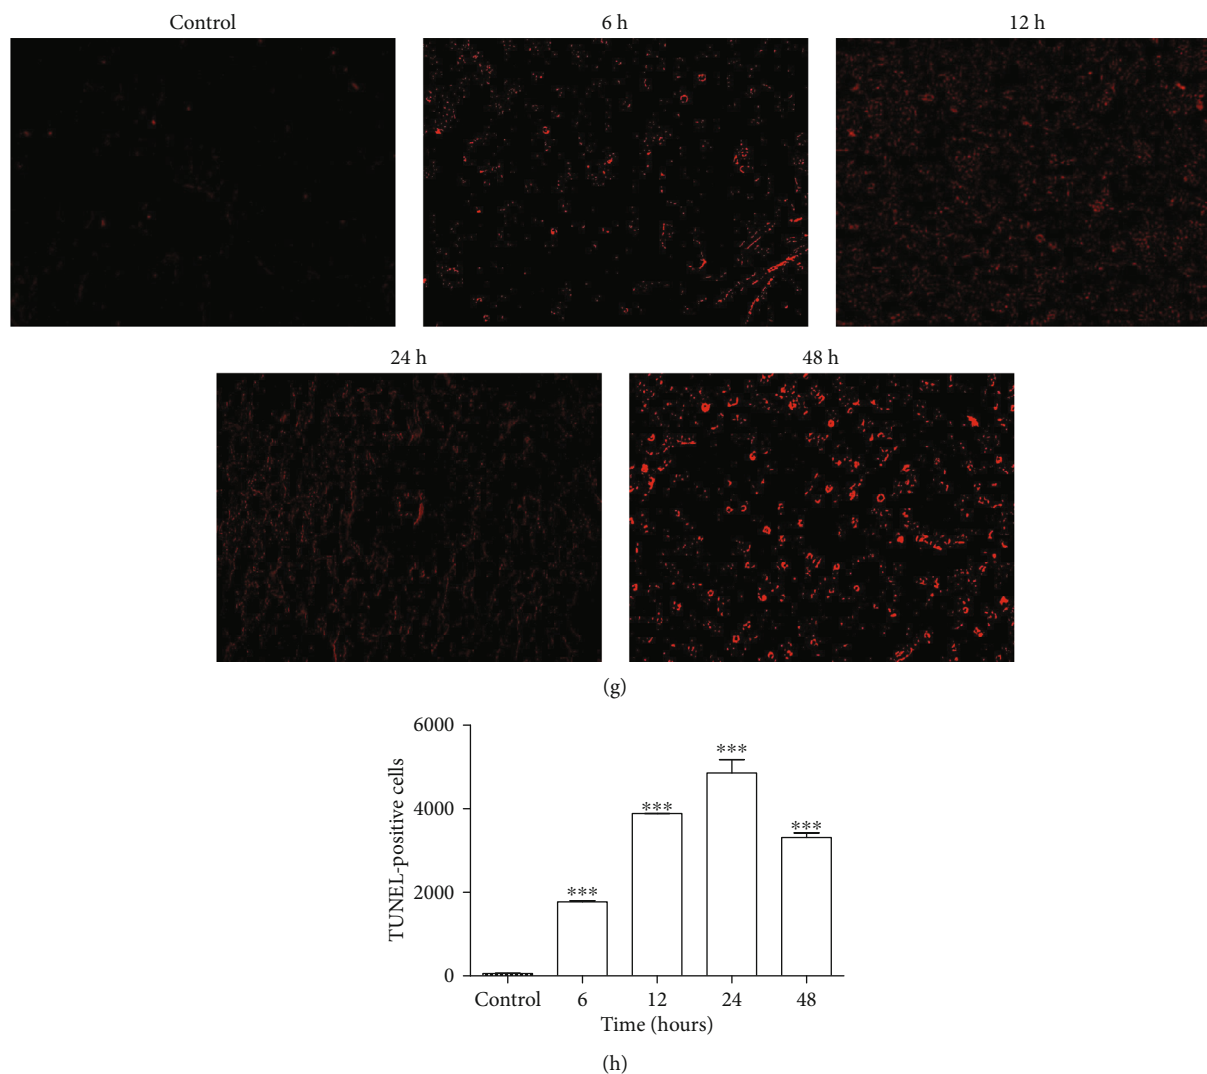 Control
6 h
12 h
24 h
48 h
(g)
6000
4000
2000
0
TUNEL-positive cells
***
***
***
***
Control
6
12
24
48
Time (hours)
(h)